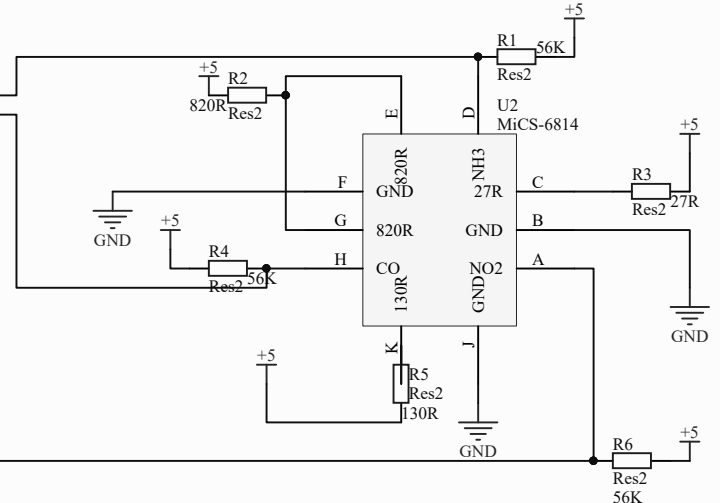 +5
R1
56K
Res2
+5
R2
820R
Res2
U2
MiCS-6814
E
D
820R
NH3
+5
F
GND
27R
C
R3
Res2
27R
GND
+5
G
820R
GND
B
R4
Res2
56K
H
CO
NO2
A
130R
GND
GND
+5
K
J
R5
Res2
130R
GND
+5
R6
Res2
56K